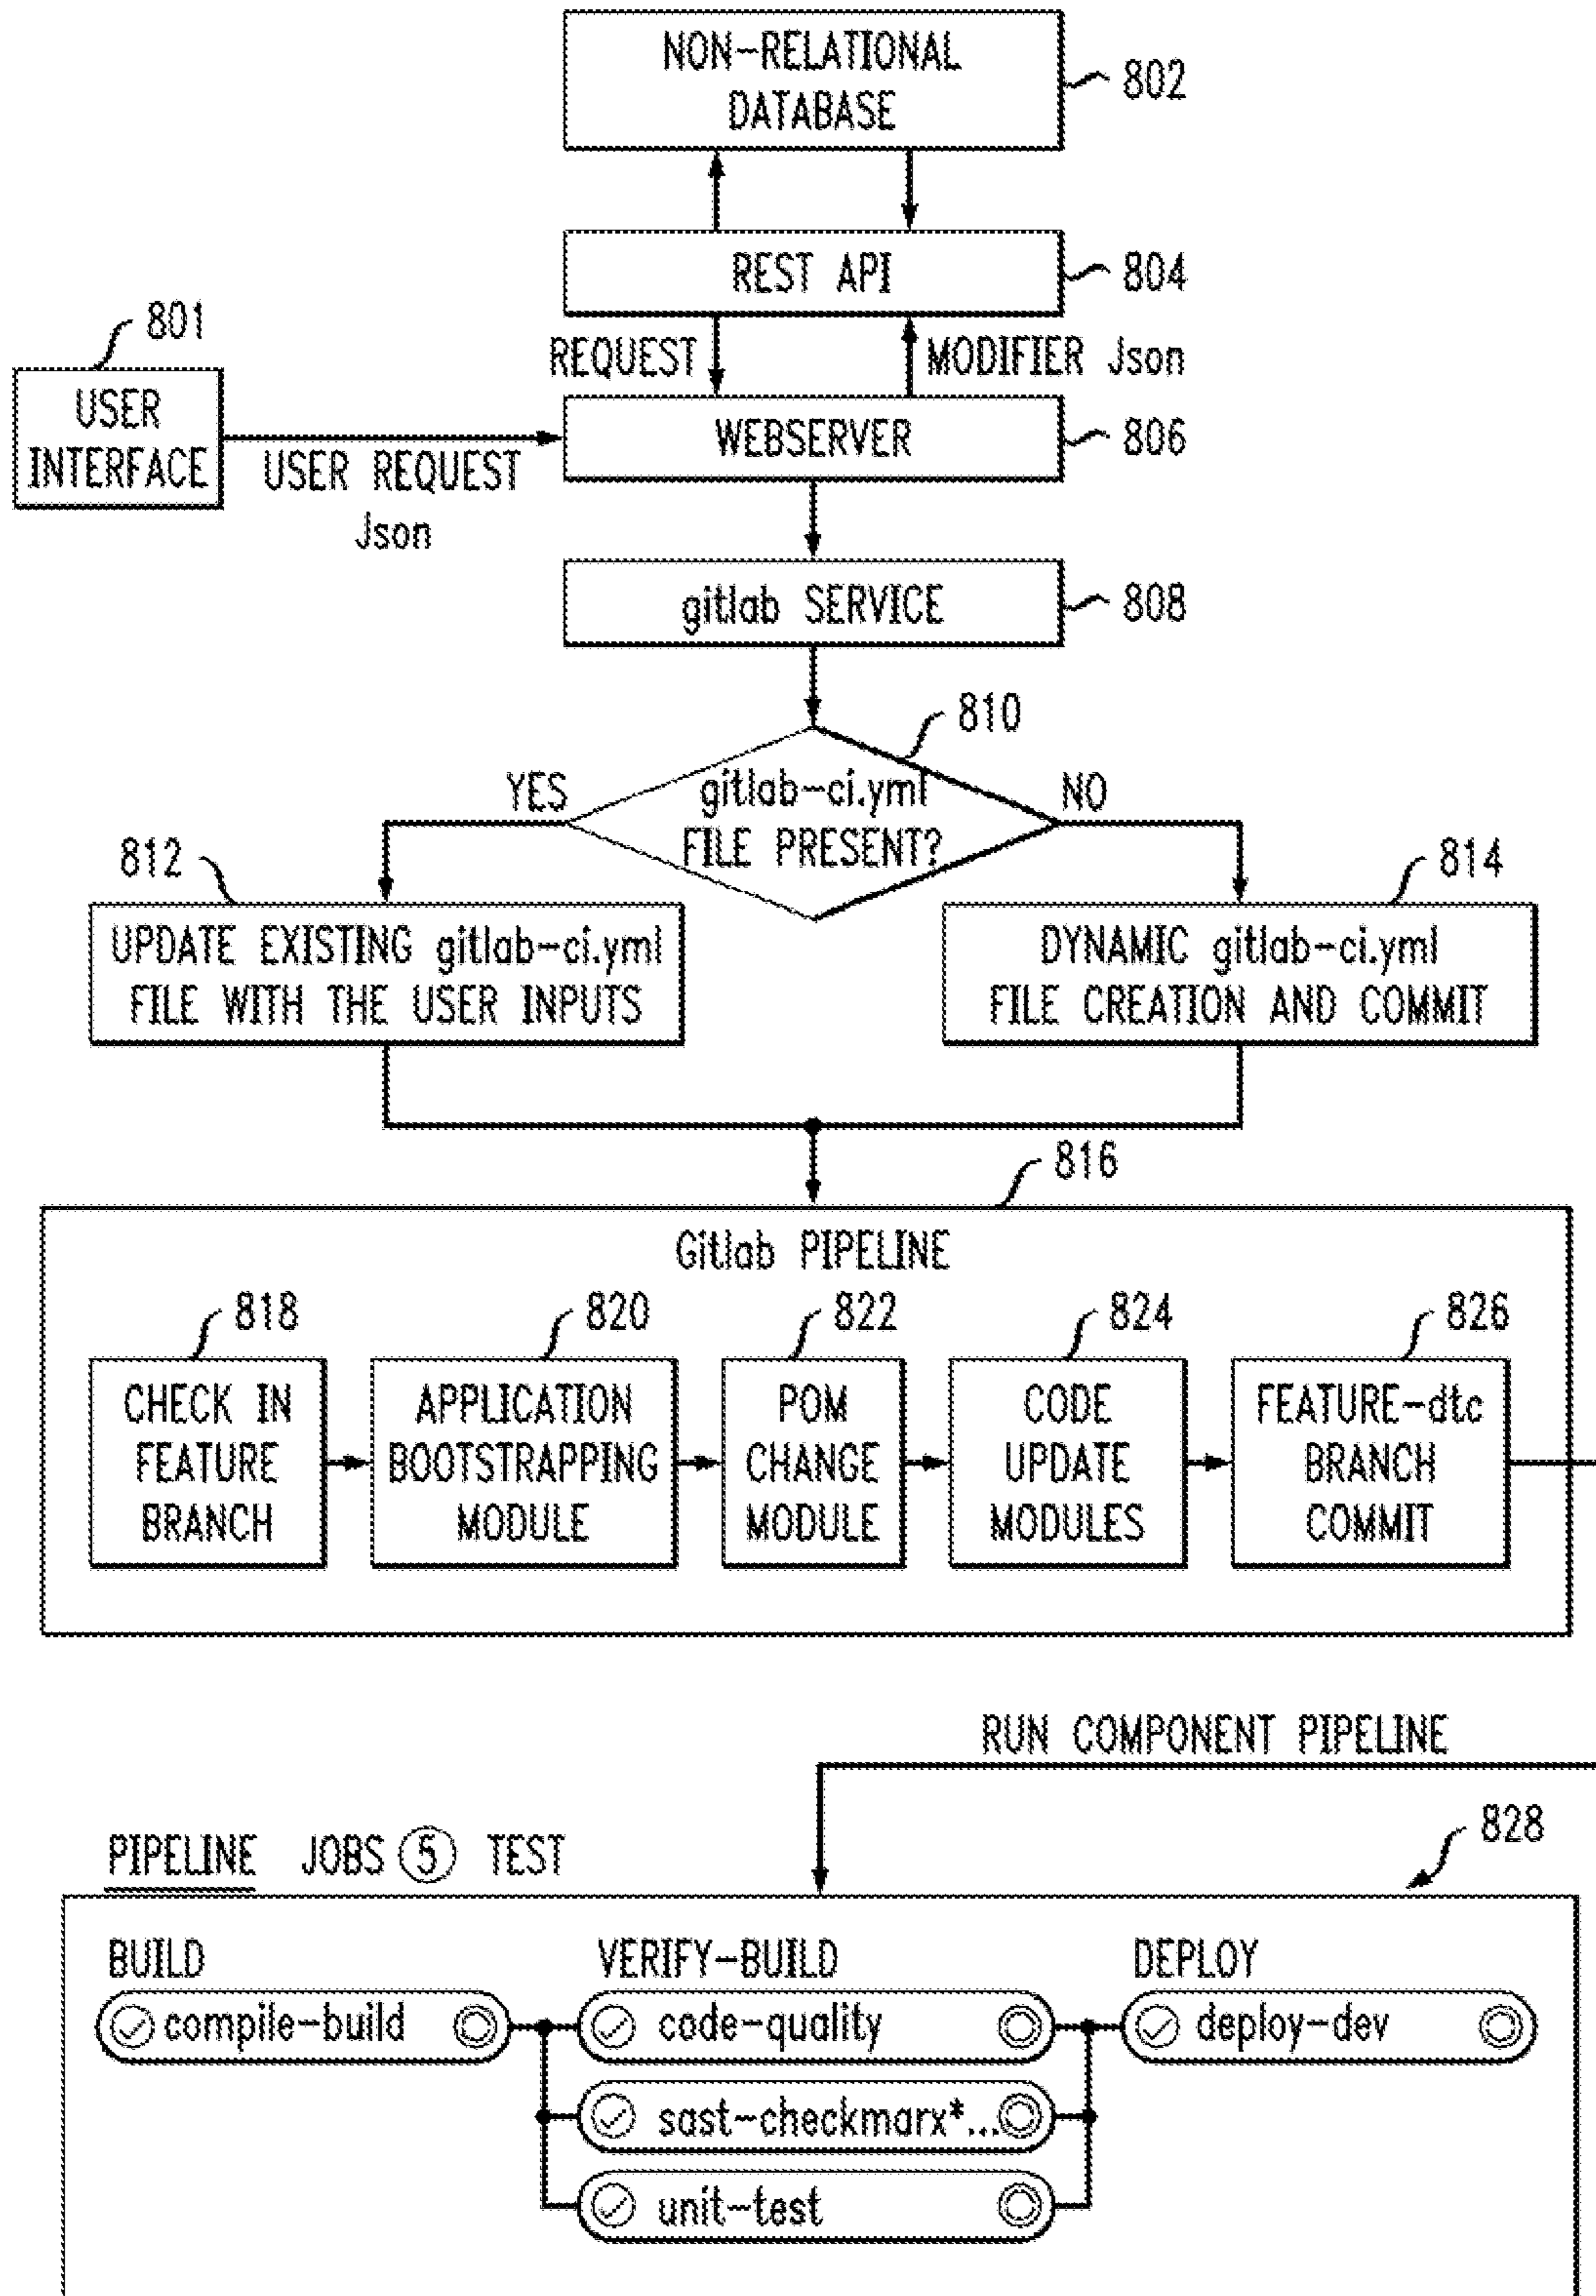 NON-RELATIONAL
DATABASE
802
REST API
804
801
REQUEST
MODIFIER Json
USER
INTERFACE
USER REQUEST
Json
WEBSERVER
806
gitlab SERVICE
808
810
gitlab-ci.yml
FILE PRESENT?
YES
NO
812
814
UPDATE EXISTING gitlab-ci.yml
FILE WITH THE USER INPUTS
DYNAMIC gitlab-ci.yml
FILE CREATION AND COMMIT
816
Gitlab PIPELINE
818
820
822
824
826
CHECK IN
FEATURE
BRANCH
APPLICATION
BOOTSTRAPPING
MODULE
POM
CHANGE
MODULE
CODE
UPDATE
MODULES
FEATURE-dtc
BRANCH
COMMIT
RUN COMPONENT PIPELINE
828
PIPELINE JOBS 5 TEST
BUILD
VERIFY-BUILD
DEPLOY
compile-build
code-quality
deploy-dev
sast-checkmarx*...
unit-test